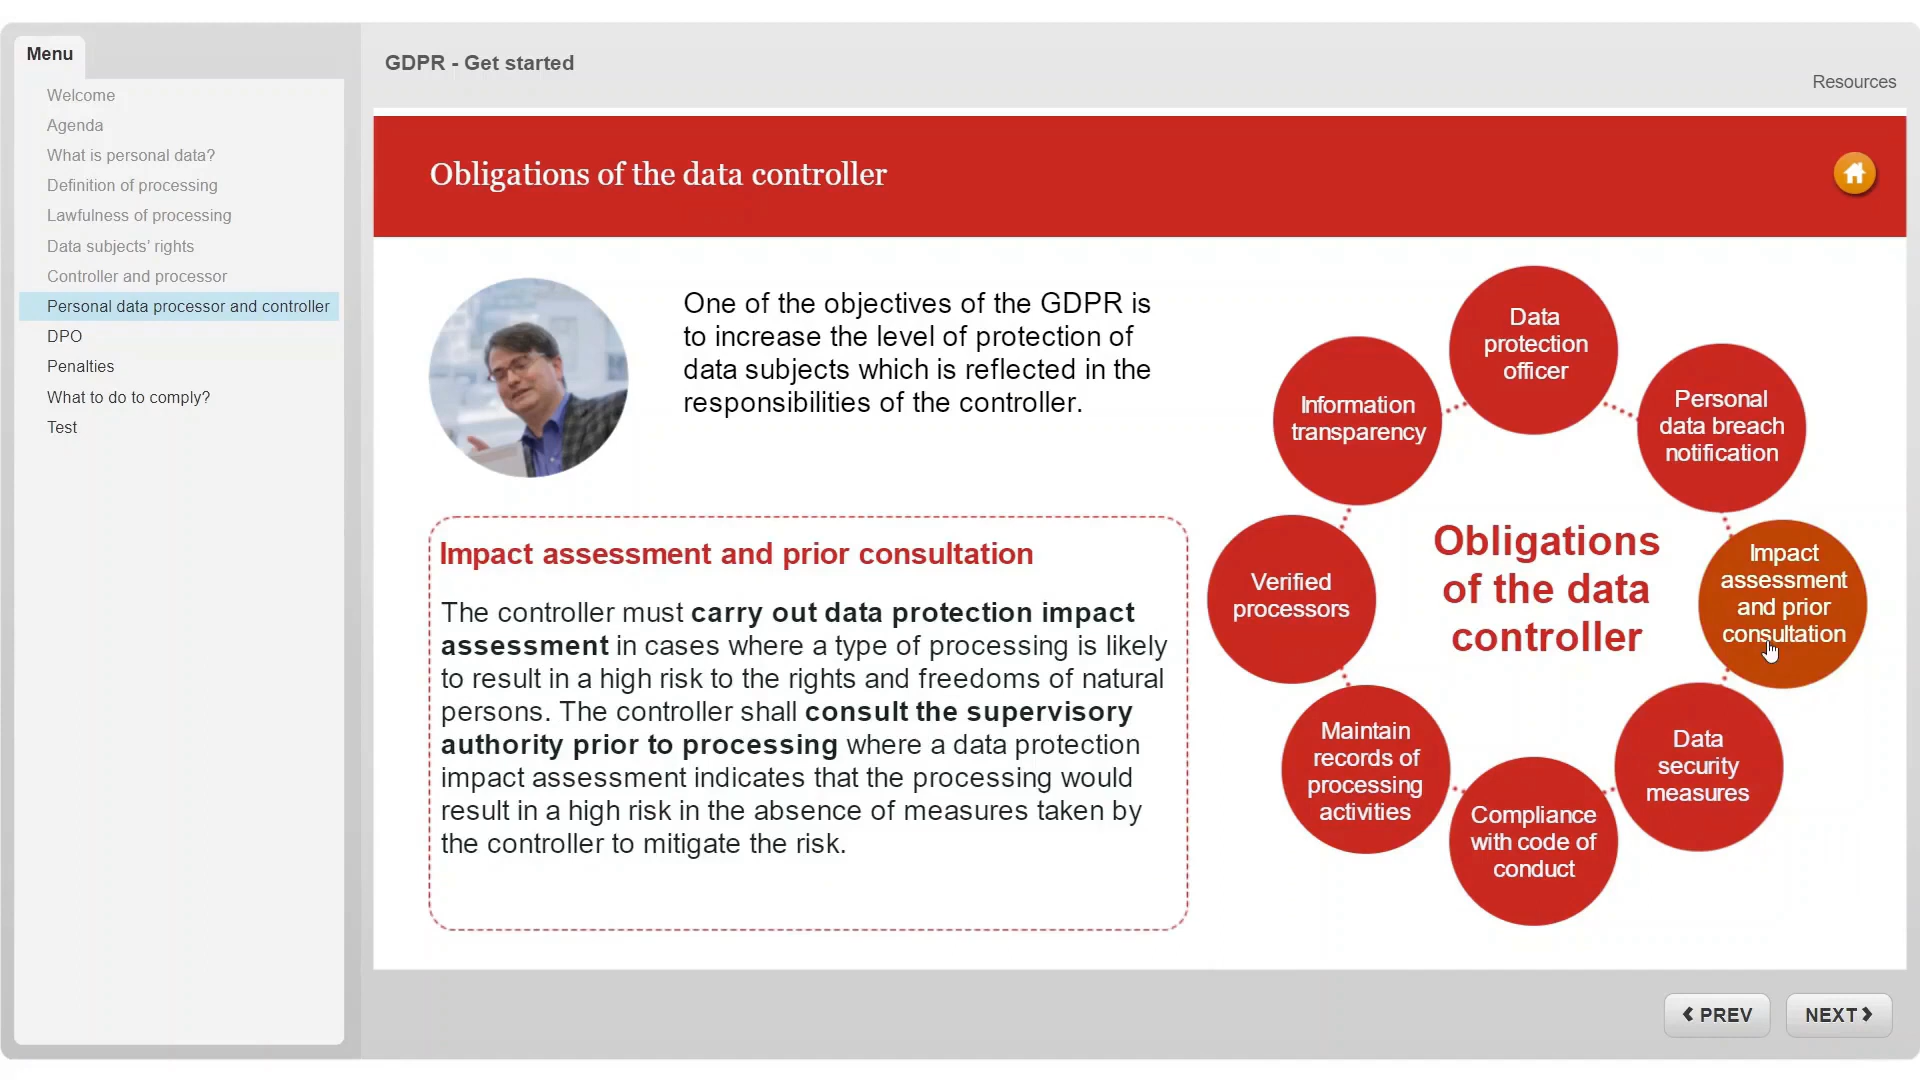 Menu
Welcome
Agenda
What is personal data?
Definition of processing
Lawfulness of processing
Data subjects' rights
Controller and processor
Personal data processor and controller
DPO
Penalties
What to do to comply?
Test
GDPR - Get started
Resources
Obligations of the data controller
One of the objectives of the GDPR is
to increase the level of protection of
data subjects which is reflected in the
responsibilities of the controller.
Impact assessment and prior consultation
The controller must carry out data protection impact
assessment in cases where a type of processing is likely
to result in a high risk to the rights and freedoms of natural
persons. The controller shall consult the supervisory
authority prior to processing where a data protection
impact assessment indicates that the processing would
result in a high risk in the absence of measures taken by
the controller to mitigate the risk.
Data
protection
officer
Personal
data breach
notification
Impact
assessment
and prior
consultation
Data
security
measures
Compliance
with code of
conduct
Maintain
records of
processing
activities
Verified
processors
Information
transparency
Obligations
of the data
controller
PREV
NEXT